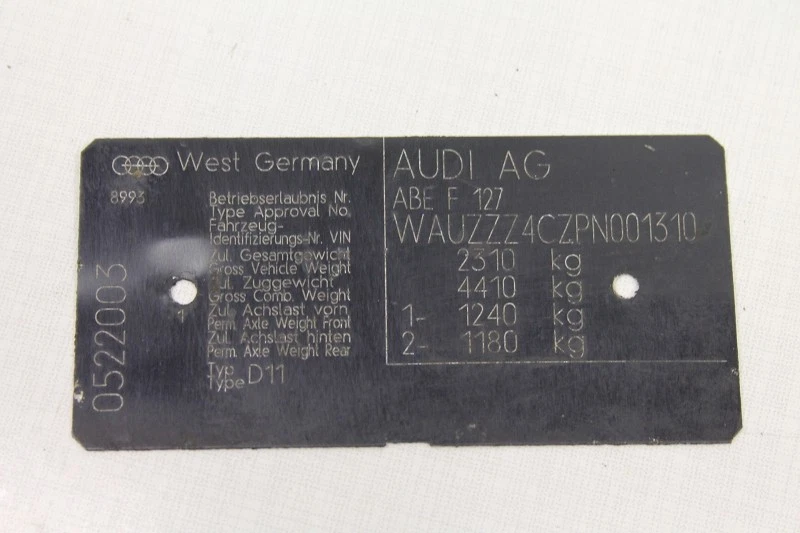 West Germany
8993
Betriebserlaubnis Nr.
Type Approval No.
Fahrzeug-
Identifizierungs-Nr. VIN
Zul. Gesamtgewicht
Gross Vehicle Weight
Zul. Zuggewicht
Gross Comb. Weight
Zul. Achslast vorn
Perm. Axle Weight Front
Zul. Achslast hinten
Perm. Axle Weight Rear
Typ
Type D11
0522003
1
AUDI AG
ABE F 127
WAUZZZ4CZPN001310
2310 kg
4410 kg
1- 1240 kg
2- 1180 kg